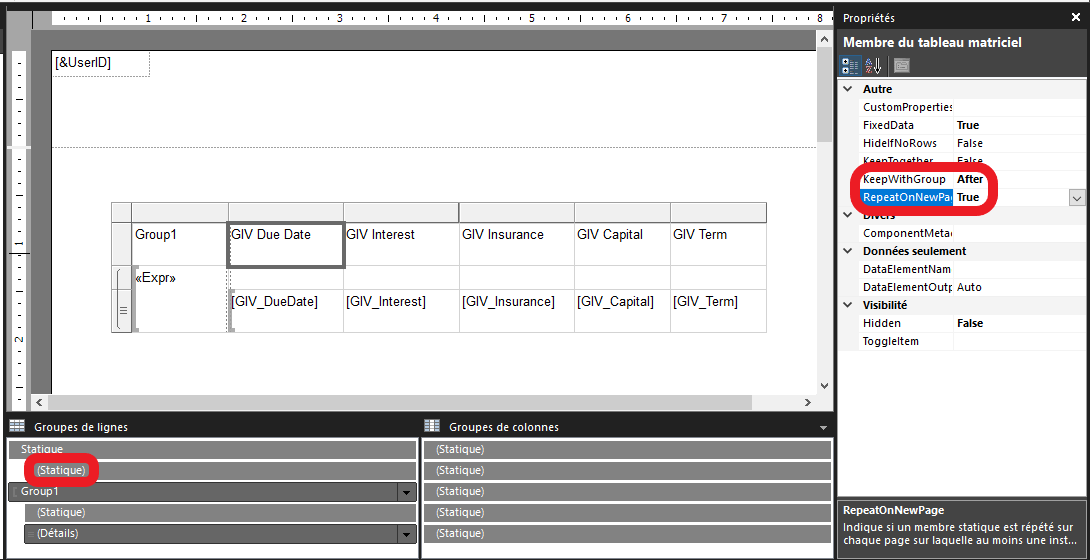 1 2 3 4 5 6 7 8
Propriétés
[&UserID]
Membre du tableau matriciel
Autre
CustomProperties
FixedData True
HideIfNoRows False
KeepTogether False
KeepWithGroup After
RepeatOnNewPag True
Divers
ComponentMetac
Données seulement
DataElementNam
DataElementOutp Auto
Visibilité
Hidden False
ToggleItem
1
2
Group1 GIV Due Date GIV Interest GIV Insurance GIV Capital GIV Term
«Expr»
[GIV_DueDate] [GIV_Interest] [GIV_Insurance] [GIV_Capital] [GIV_Term]
Groupes de lignes
Statique
(Statique)
Group1
(Statique)
(Détails)
Groupes de colonnes
(Statique)
(Statique)
(Statique)
(Statique)
(Statique)
RepeatOnNewPage
Indique si un membre statique est répété sur
chaque page sur laquelle au moins une inst...